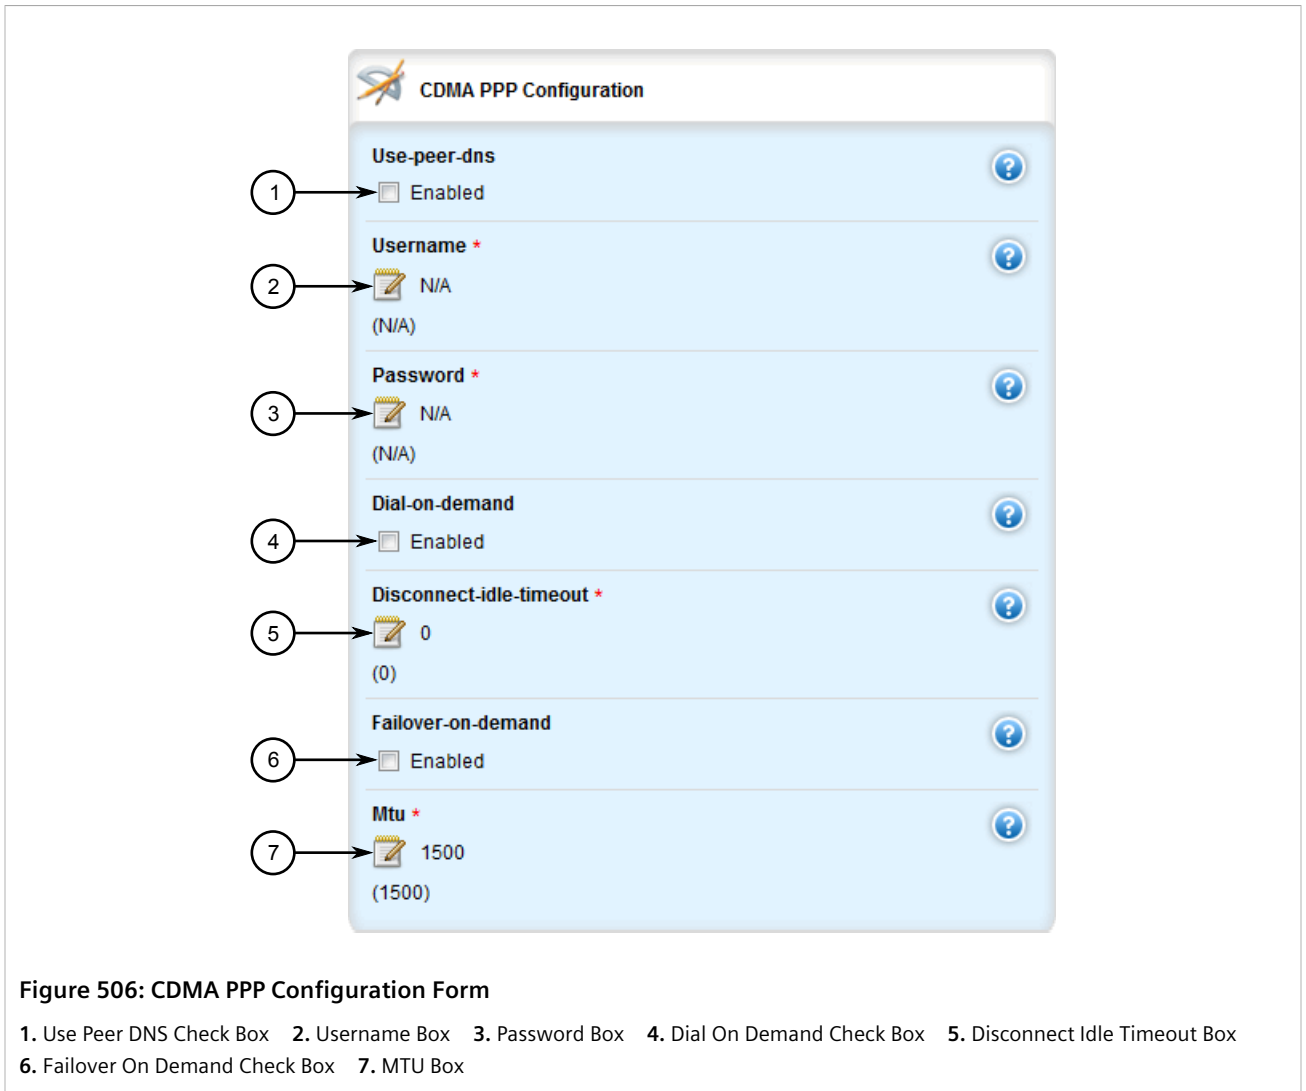 CDMA PPP Configuration
Use-peer-dns
1 Enabled
Username *
2 N/A
(N/A)
Password *
3 N/A
(N/A)
Dial-on-demand
4 Enabled
Disconnect-idle-timeout *
5 0
(0)
Failover-on-demand
6 Enabled
Mtu *
7 1500
(1500)
Figure 506: CDMA PPP Configuration Form
1. Use Peer DNS Check Box 2. Username Box 3. Password Box 4. Dial On Demand Check Box 5. Disconnect Idle Timeout Box
6. Failover On Demand Check Box 7. MTU Box